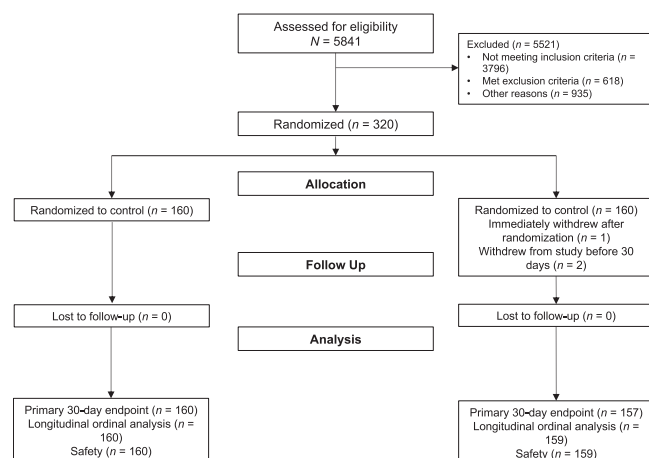 Assessed for eligibility
N = 5841
Excluded (n = 5521)
• Not meeting inclusion criteria (n =
3796)
• Met exclusion criteria (n = 618)
• Other reasons (n = 935)
Randomized (n = 320)
Allocation
Randomized to control (n = 160)
Randomized to control (n = 160)
Immediately withdrew after
randomization (n = 1)
Withdrew from study before 30
days (n = 2)
Follow Up
Lost to follow-up (n = 0)
Lost to follow-up (n = 0)
Analysis
Primary 30-day endpoint (n = 160)
Longitudinal ordinal analysis (n =
160)
Safety (n = 160)
Primary 30-day endpoint (n = 157)
Longitudinal ordinal analysis (n =
159)
Safety (n = 159)